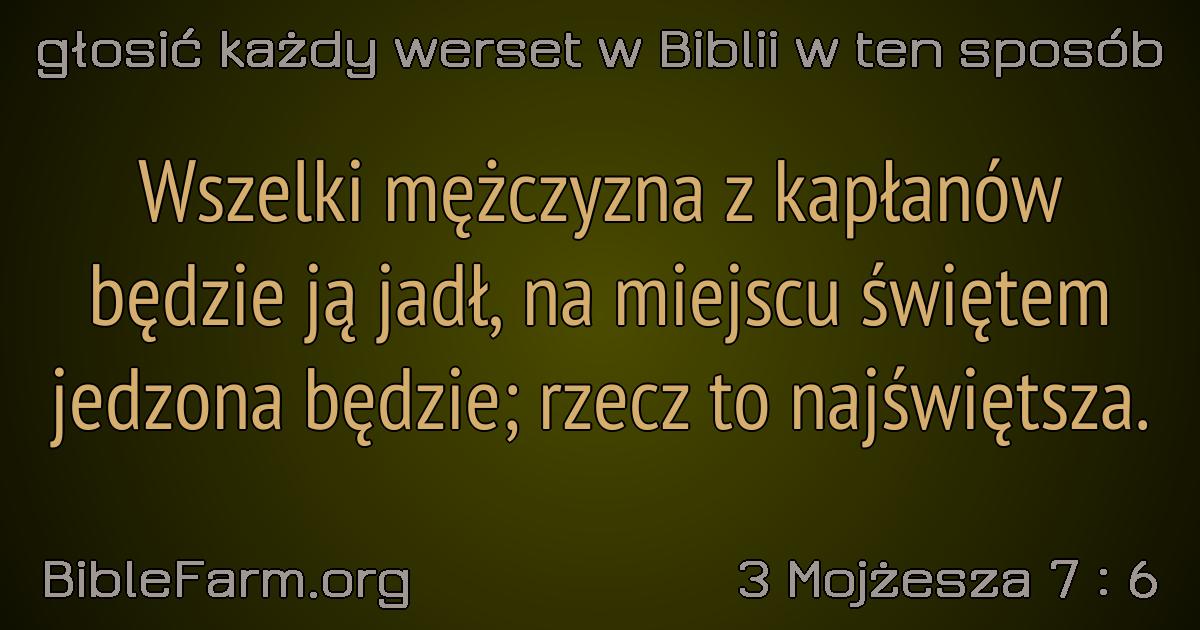 głosić każdy werset w Biblii w ten sposób
Wszelki mężczyzna z kapłanów
będzie ją jadł, na miejscu świętem
jedzona będzie; rzecz to najświętsza.
BibleFarm.org
3 Mojżesza 7 : 6